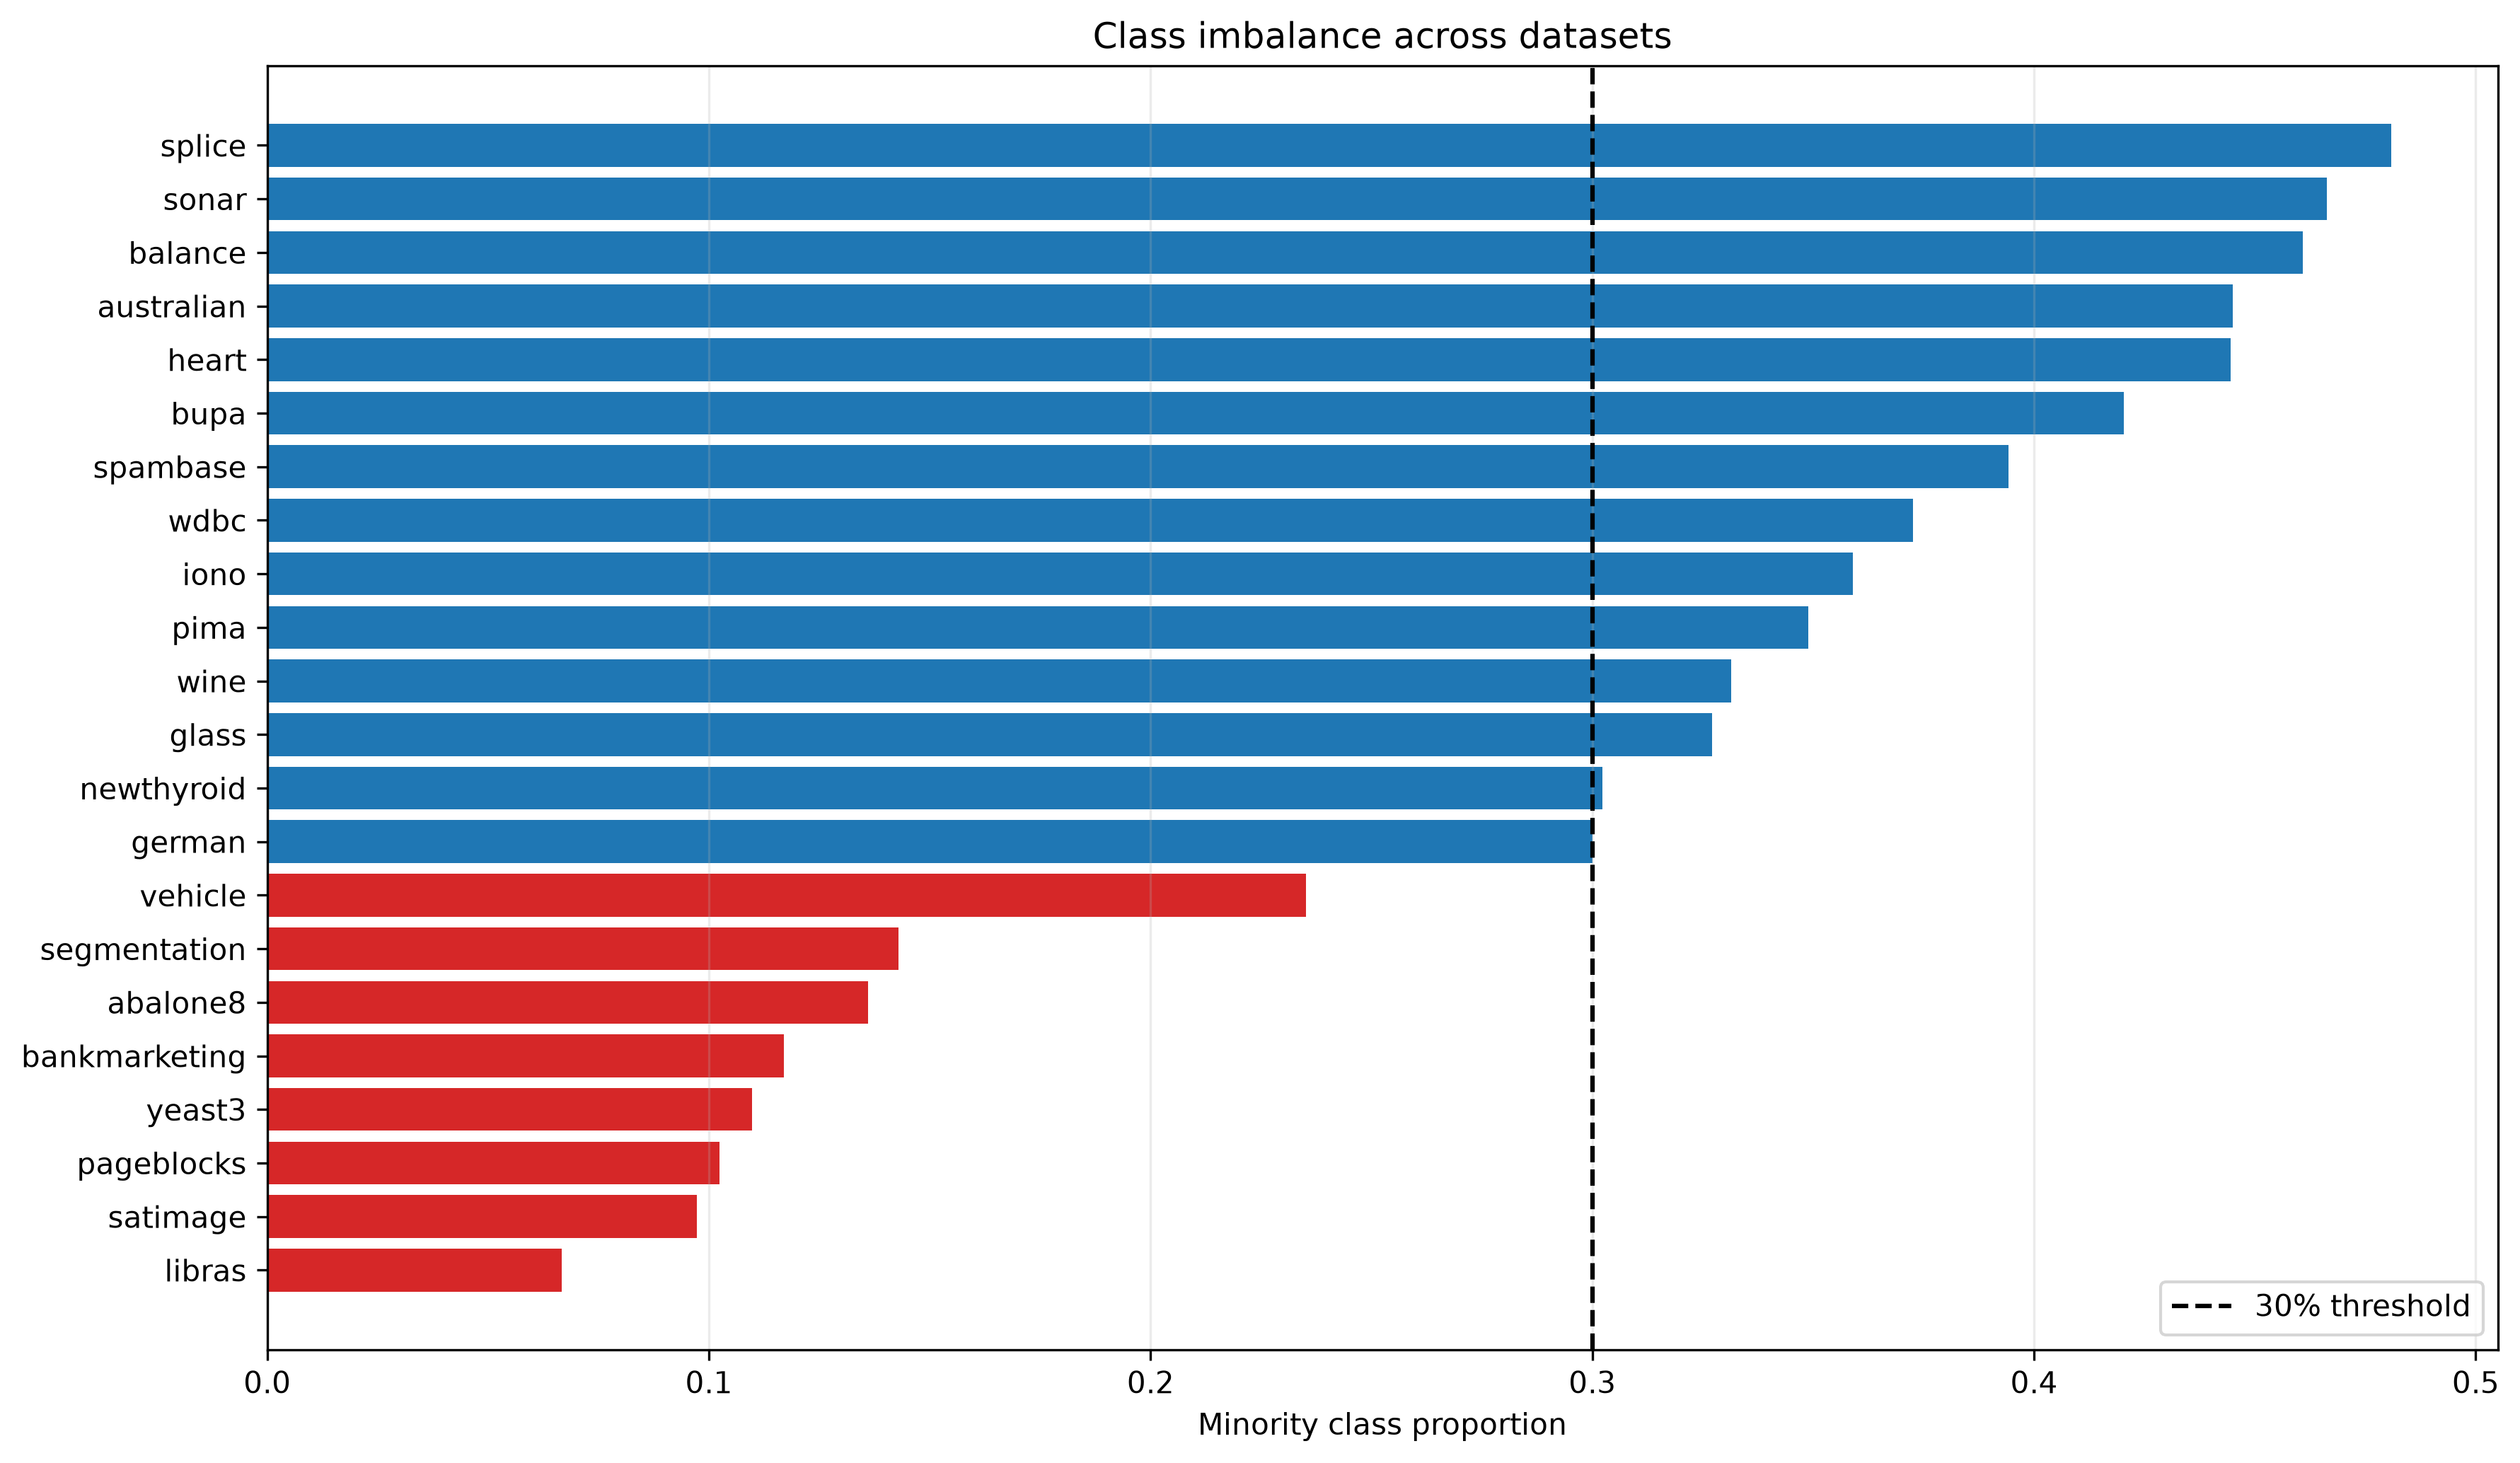 Class imbalance across datasets
splice
sonar
balance
australian
heart
bupa
spambase
wdbc
iono
pima
wine
glass
newthyroid
german
vehicle
segmentation
abalone8
bankmarketing
yeast3
pageblocks
satimage
libras
30% threshold
0.0 0.1 0.2 0.3 0.4 0.5
Minority class proportion